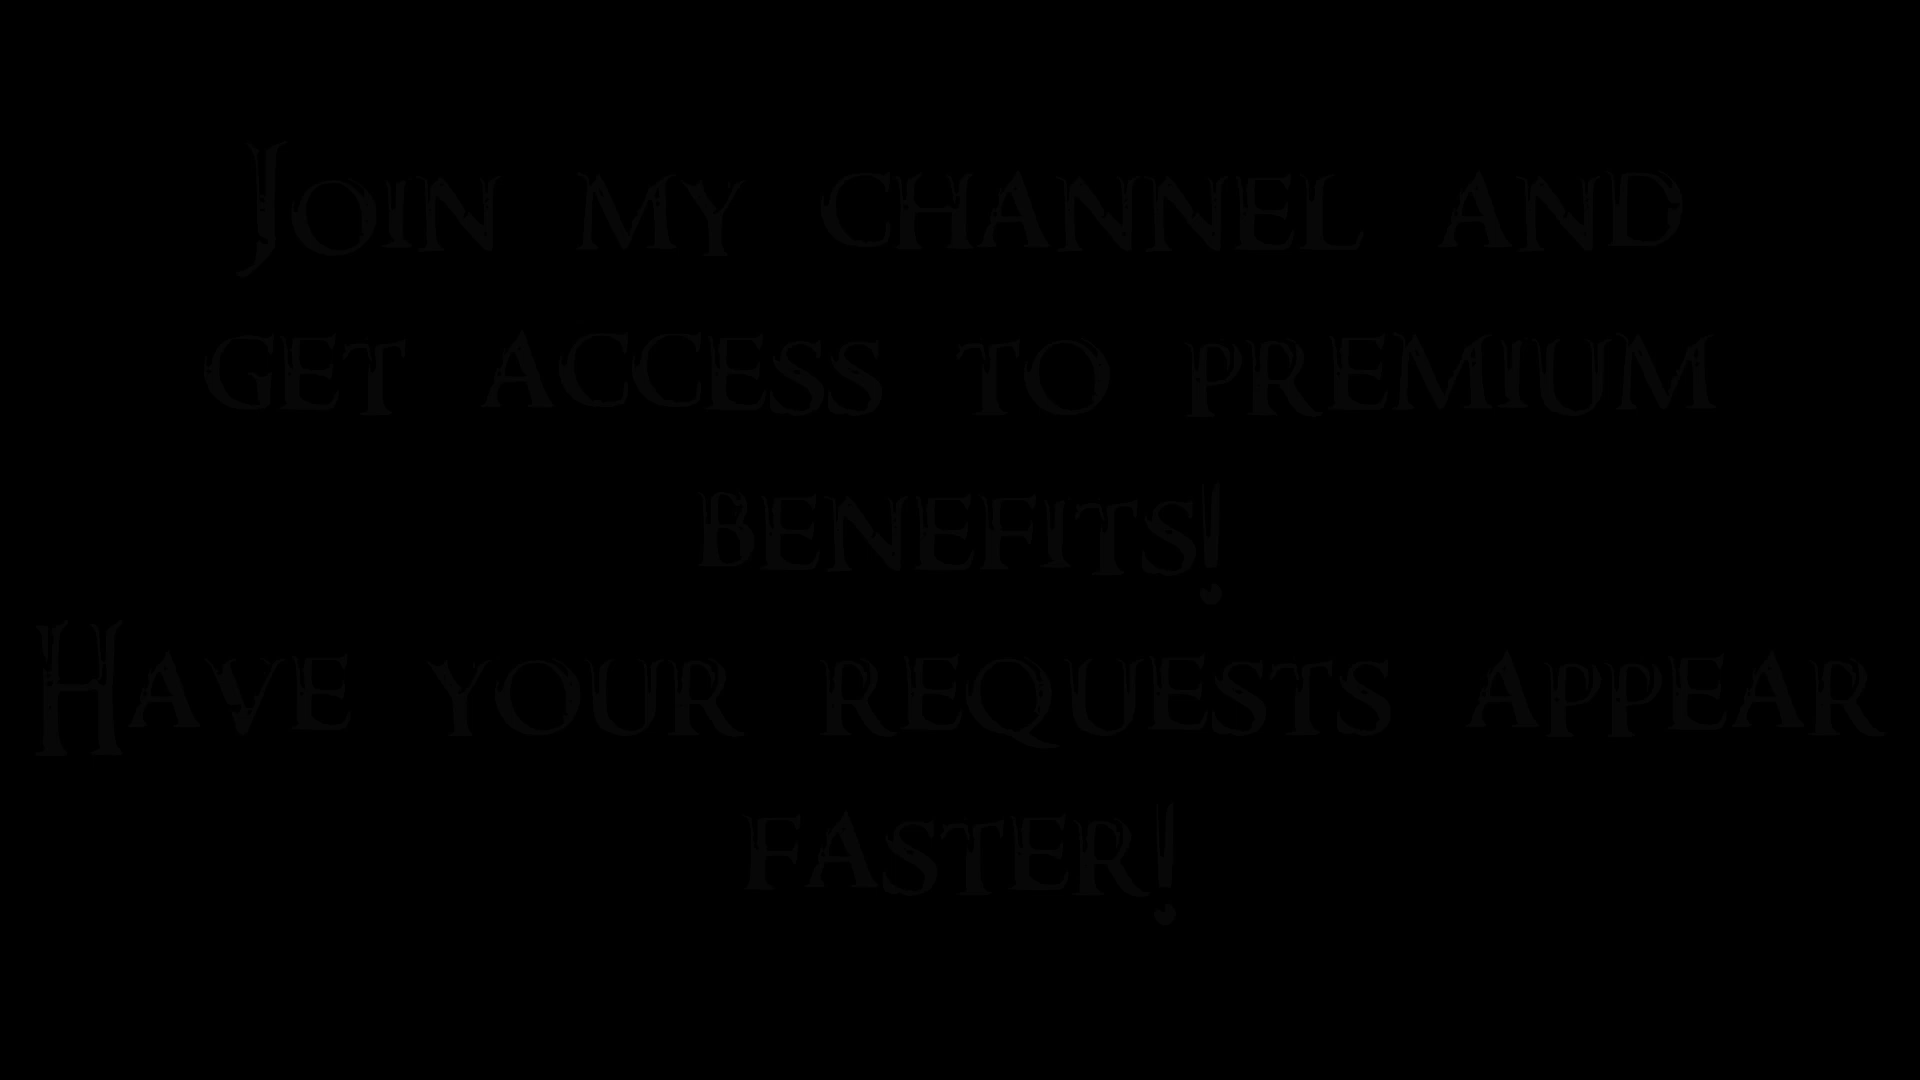 Join my channel and
get access to premium
benefits!
Have your requests appear
faster!